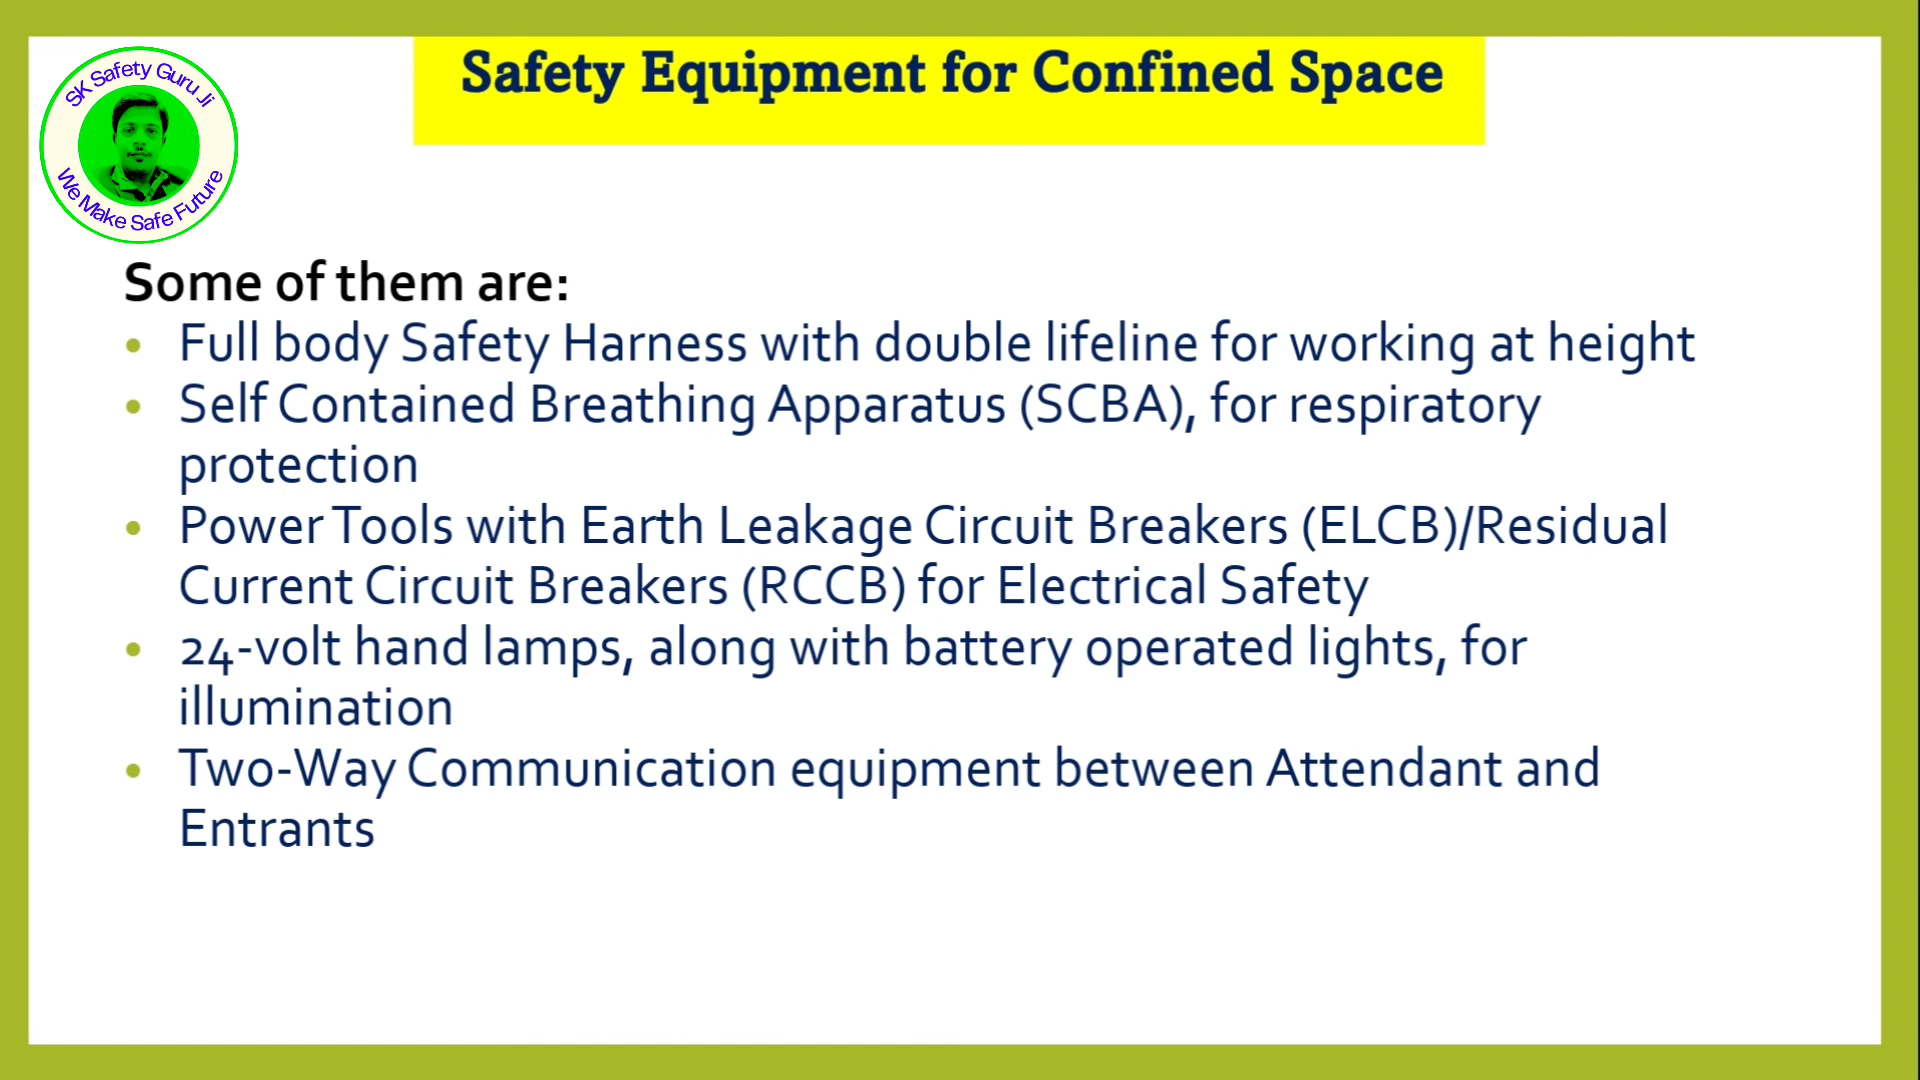 SK Safety Guru Ji
We Make Safe Future
Safety Equipment for Confined Space
Some of them are:
• Full body Safety Harness with double lifeline for working at height
• Self Contained Breathing Apparatus (SCBA), for respiratory
protection
• Power Tools with Earth Leakage Circuit Breakers (ELCB)/Residual
Current Circuit Breakers (RCCB) for Electrical Safety
• 24-volt hand lamps, along with battery operated lights, for
illumination
• Two-Way Communication equipment between Attendant and
Entrants